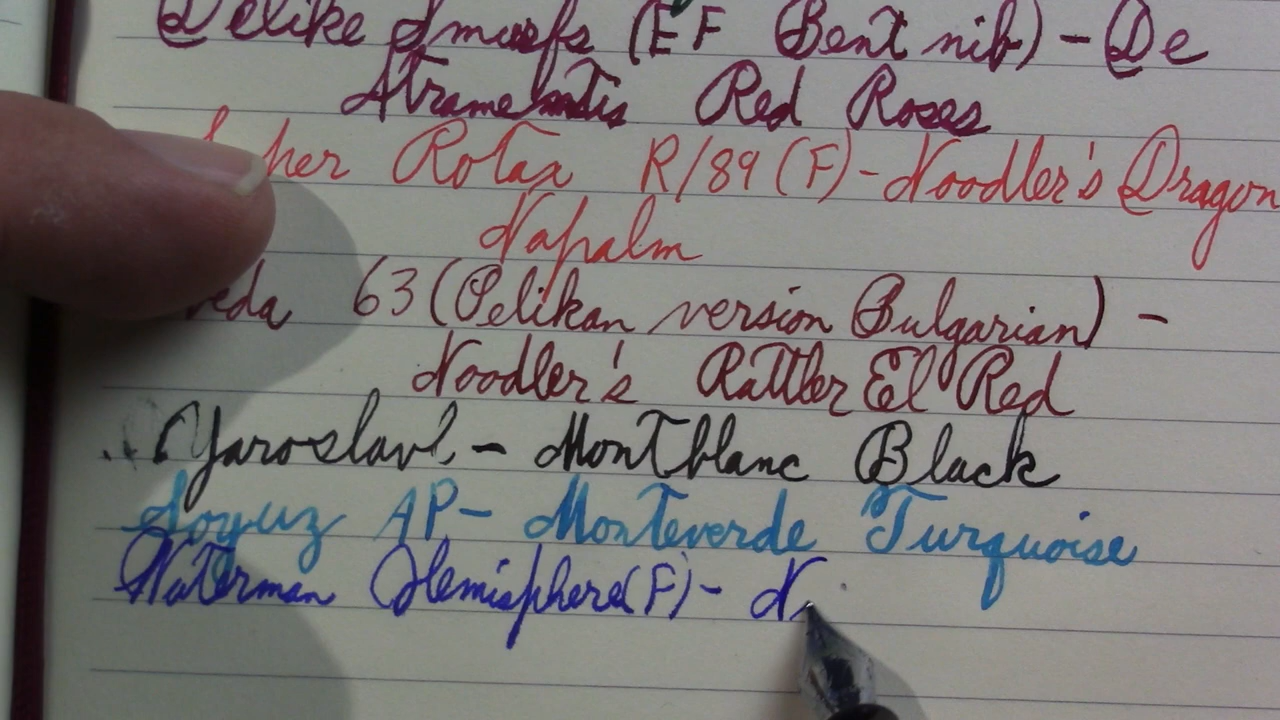 Delike Smurfs (EF Bent nib) - De
Atramentis Red Roses
Rotax R/89 (F) - Noodler's Dragon
Napalm
63 (Pelikan version Bulgarian) -
Noodler's Rattler El Red
Yaroslavl - Montblanc Black
Soyuz AP - Monteverde Turquoise
Waterman Hemisphere (F) - N